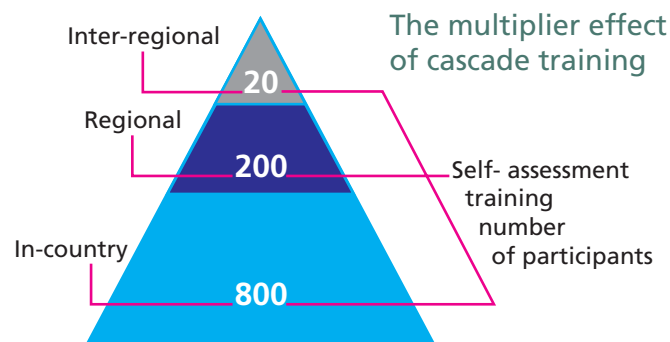 The multiplier effect
of cascade training
Inter-regional
20
Regional
200
Self- assessment
training
number
of participants
In-country
800